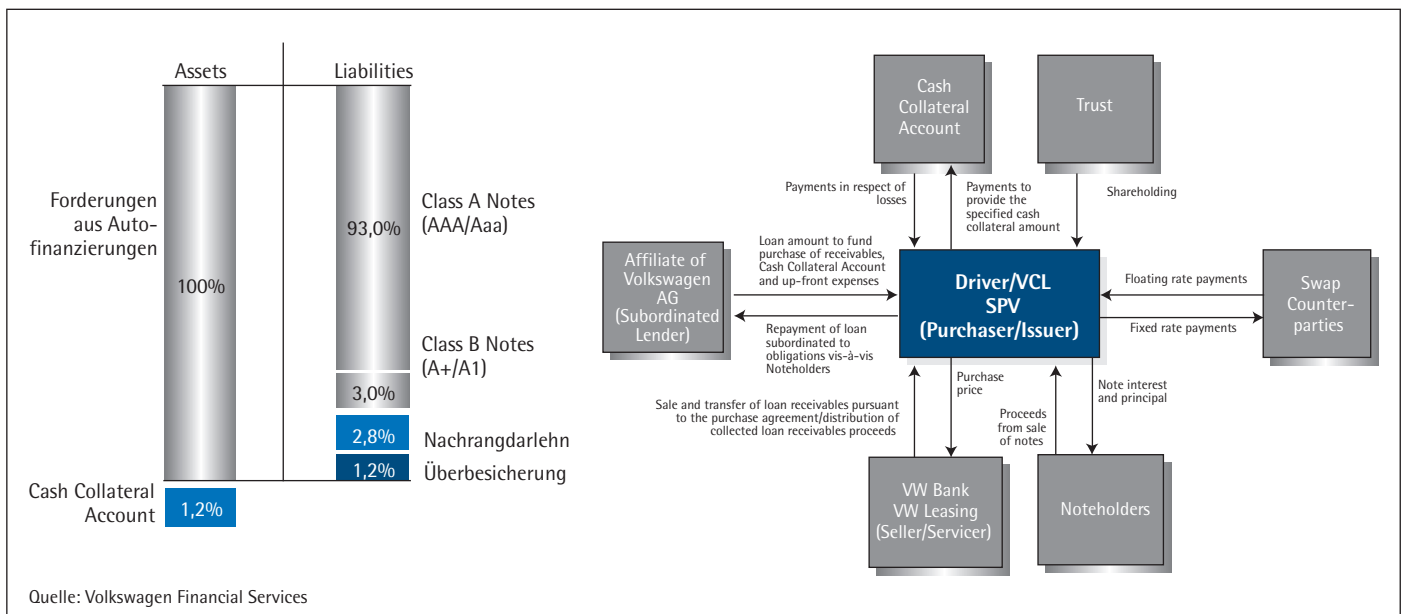 Assets
Liabilities
Forderungen
aus Auto-
finanzierungen
100%
93,0%
Class A Notes
(AAA/Aaa)
Class B Notes
(A+/A1)
3,0%
2,8%
Nachrangdarlehn
1,2%
Überbesicherung
Cash Collateral
Account
1,2%
Cash
Collateral
Account
Trust
Payments in respect of
losses
Payments to
provide the
specified cash
collateral amount
Shareholding
Affiliate of
Volkswagen
AG
(Subordinated
Lender)
Loan amount to fund
purchase of receivables,
Cash Collateral Account
and up-front expenses
Repayment of loan
subordinated to
obligations vis-à-vis
Noteholders
Driver/VCL
SPV
(Purchaser/Issuer)
Floating rate payments
Fixed rate payments
Swap
Counter-
parties
Sale and transfer of loan receivables pursuant
to the purchase agreement/distribution of
collected loan receivables proceeds
Purchase
price
Proceeds
from sale
of notes
Note interest
and principal
VW Bank
VW Leasing
(Seller/Servicer)
Noteholders
Quelle: Volkswagen Financial Services